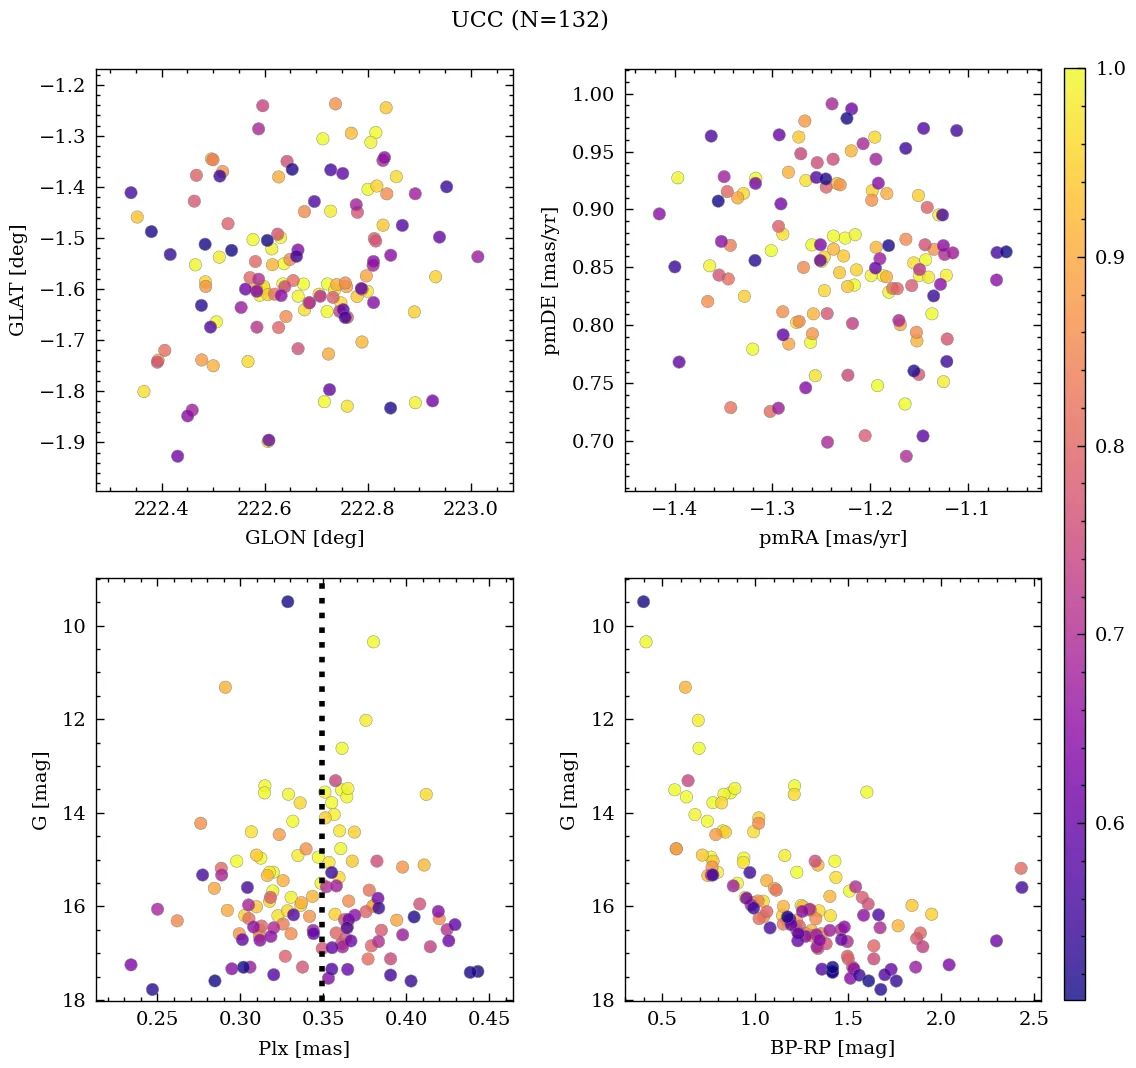 UCC (N=132)
−1.2
−1.3
−1.4
−1.5
−1.6
−1.7
−1.8
−1.9
GLAT [deg]
222.4 222.6 222.8 223.0
GLON [deg]
1.00
0.95
0.90
0.85
0.80
0.75
0.70
pmDE [mas/yr]
−1.4 −1.3 −1.2 −1.1
pmRA [mas/yr]
1.0
0.9
0.8
0.7
0.6
10
12
14
16
18
G [mag]
0.25 0.30 0.35 0.40 0.45
Plx [mas]
10
12
14
16
18
G [mag]
0.5 1.0 1.5 2.0 2.5
BP-RP [mag]